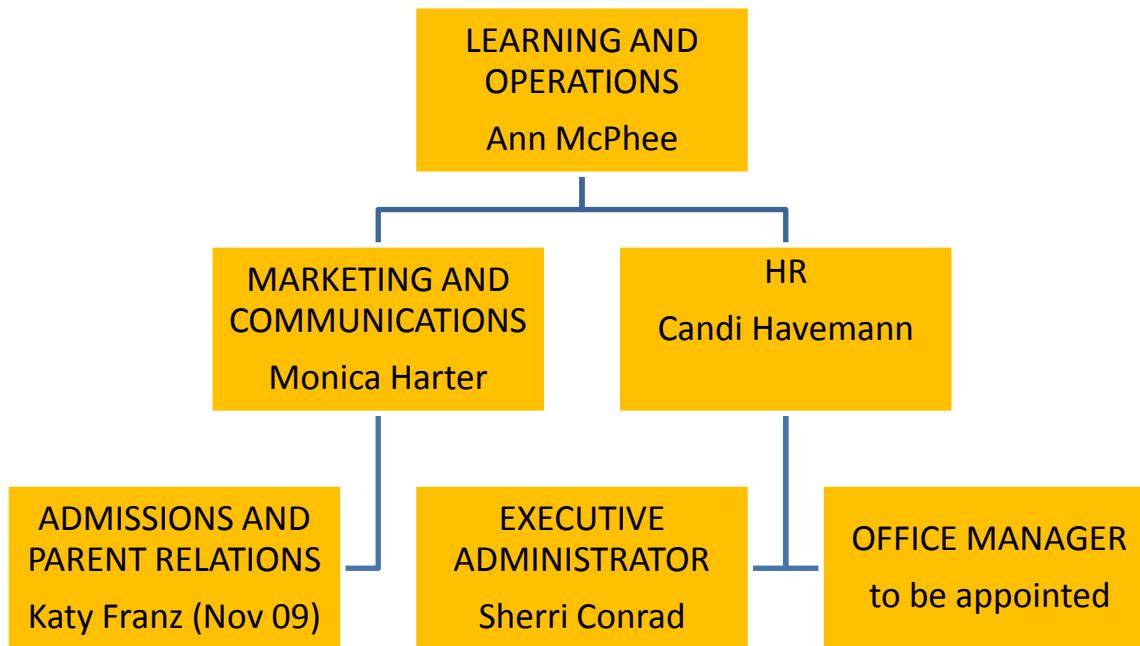 LEARNING AND
OPERATIONS
Ann McPhee
MARKETING AND
COMMUNICATIONS
Monica Harter
HR
Candi Havemann
ADMISSIONS AND
PARENT RELATIONS
Katy Franz (Nov 09)
EXECUTIVE
ADMINISTRATOR
Sherri Conrad
OFFICE MANAGER
to be appointed